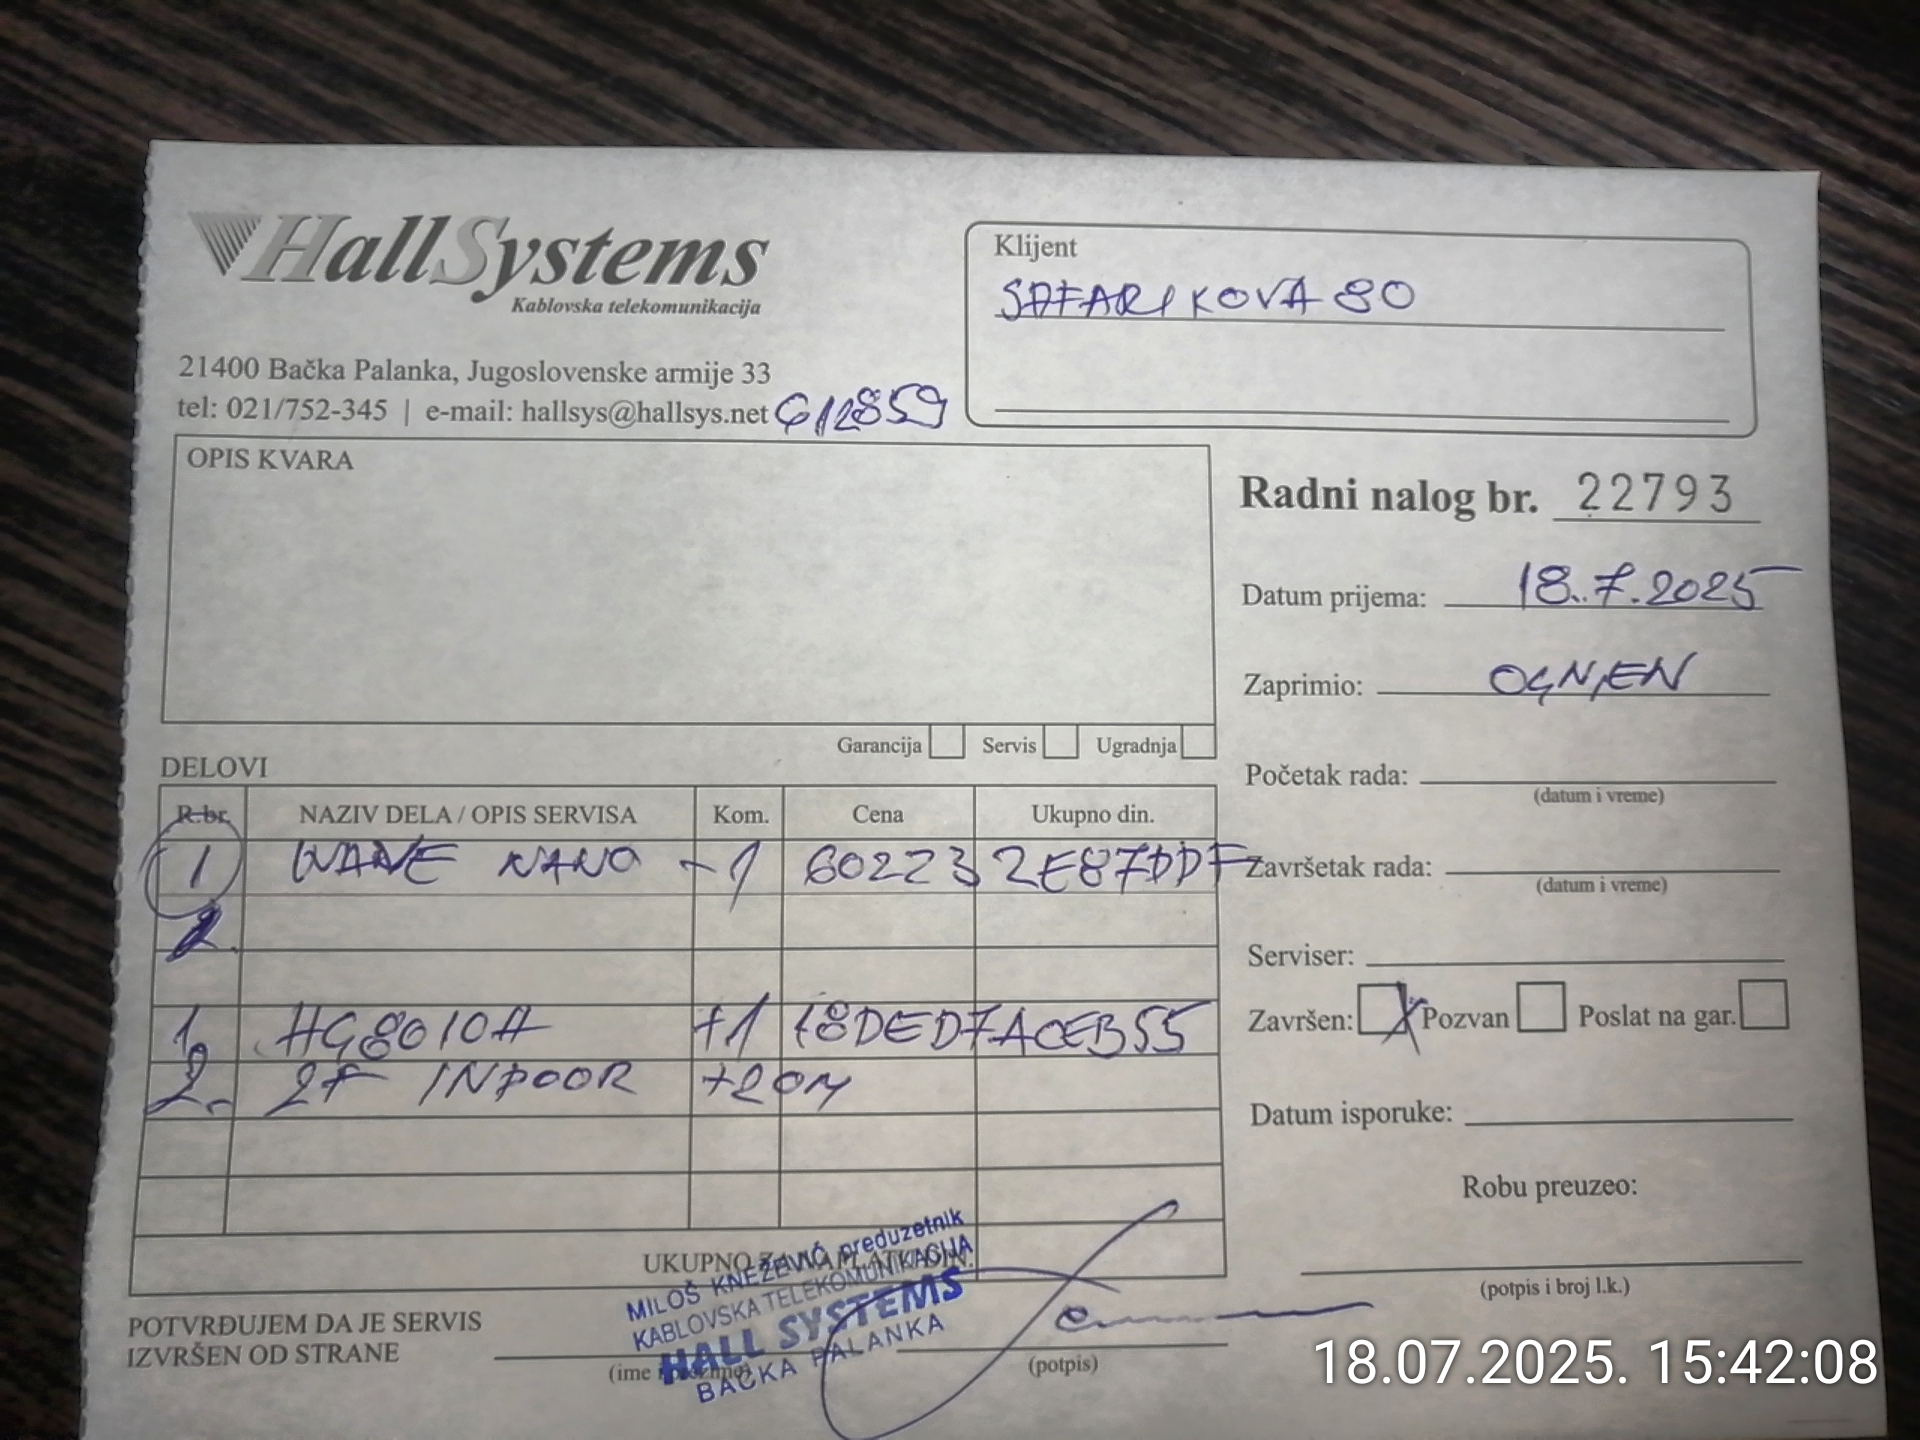 HallSystems
Kablovska telekomunikacija
21400 Bačka Palanka, Jugoslovenske armije 33
tel: 021/752-345 | e-mail: hallsys@hallsys.net 612859
Klijent
SAFARIKOVA 80
OPIS KVARA
Garancija Servis Ugradnja
Radni nalog br. 22793
Datum prijema: 18.7.2025
Zaprimio: OGNJEN
Početak rada:
(datum i vreme)
Završetak rada:
(datum i vreme)
Serviser:
Završen: X Pozvan Poslat na gar.
Datum isporuke:
Robu preuzeo:
(potpis i broj l.k.)
DELOVI
R.br. NAZIV DELA / OPIS SERVISA Kom. Cena Ukupno din.
1 WAVE NANO -1 602232E87DDF
2.
1. HG8010H +1 48DED7ACEB55
2. 2F INDOOR +20M
UKUPNO ZA NAPLATU DIN.
MILOŠ KNEŽEVIĆ preduzetnik
KABLOVSKA TELEKOMUNIKACIJA
HALL SYSTEMS
BAČKA PALANKA
POTVRĐUJEM DA JE SERVIS
IZVRŠEN OD STRANE
(ime
(potpis)
18.07.2025. 15:42:08